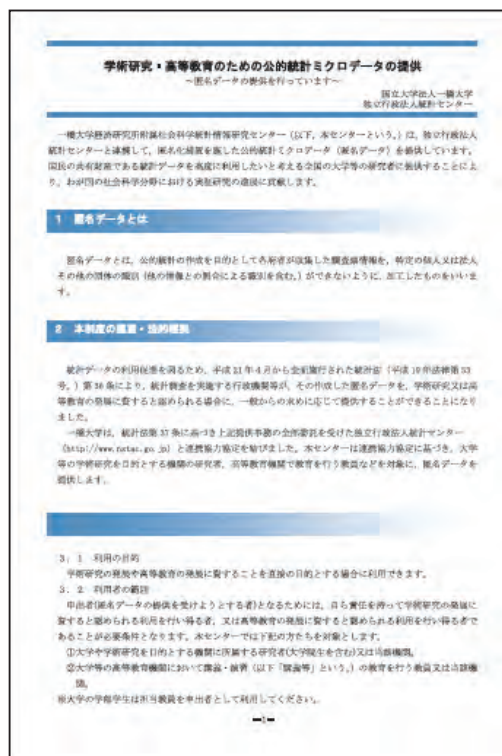 学術研究・高等教育のための公的統計ミクロデータの提供
～匿名データの提供を行っています～
国立大学法人一橋大学
独立行政法人統計センター
一橋大学経済研究所附属社会科学統計情報研究センター（以下、本センターという。）は、独立行政法人
統計センターと連携して、匿名化措置を施した公的統計ミクロデータ（匿名データ）を提供しています。
国民の共有財産である統計データを高度に利用したいと考える全国の大学等の研究者に提供することによ
り、わが国の社会科学分野における実証研究の進展に貢献します。
1 匿名データとは
匿名データとは、公的統計の作成を目的として各府省が収集した調査票情報を、特定の個人又は法人
その他の団体の識別（他の情報との照合による識別を含む。）ができないように、加工したものをいいま
す。
2 本制度の概要・法的根拠
統計データの利用促進を図るため、平成21年4月から全面施行された統計法（平成19年法律第53
号。）第36条により、統計調査を実施する行政機関等が、その作成した匿名データを、学術研究又は高
等教育の発展に資すると認められる場合に、一般からの求めに応じて提供することができることになり
ました。
一橋大学は、統計法第37条に基づき上記提供事務の全部委託を受けた独立行政法人統計センター
（http://www.nstac.go.jp）と連携協力協定を結びました。本センターは連携協力協定に基づき、大学
等の学術研究を目的とする機関の研究者、高等教育機関で教育を行う教員などを対象に、匿名データを
提供します。
3．1 利用の目的
学術研究の発展や高等教育の発展に資することを直接の目的とする場合に利用できます。
3．2 利用者の範囲
申出者(匿名データの提供を受けようとする者)となるためには、自ら責任を持って学術研究の発展に
資すると認められる利用を行い得る者、又は高等教育の発展に資すると認められる利用を行い得る者で
あることが必要条件となります。本センターでは下記の方たちを対象とします。
①大学や学術研究を目的とする機関に所属する研究者(大学院生を含む)又は当該機関。
②大学等の高等教育機関において講義・演習（以下「講義等」という。）の教育を行う教員又は当該機
関。
※大学の学部学生は担当教員を申出者として利用してください。